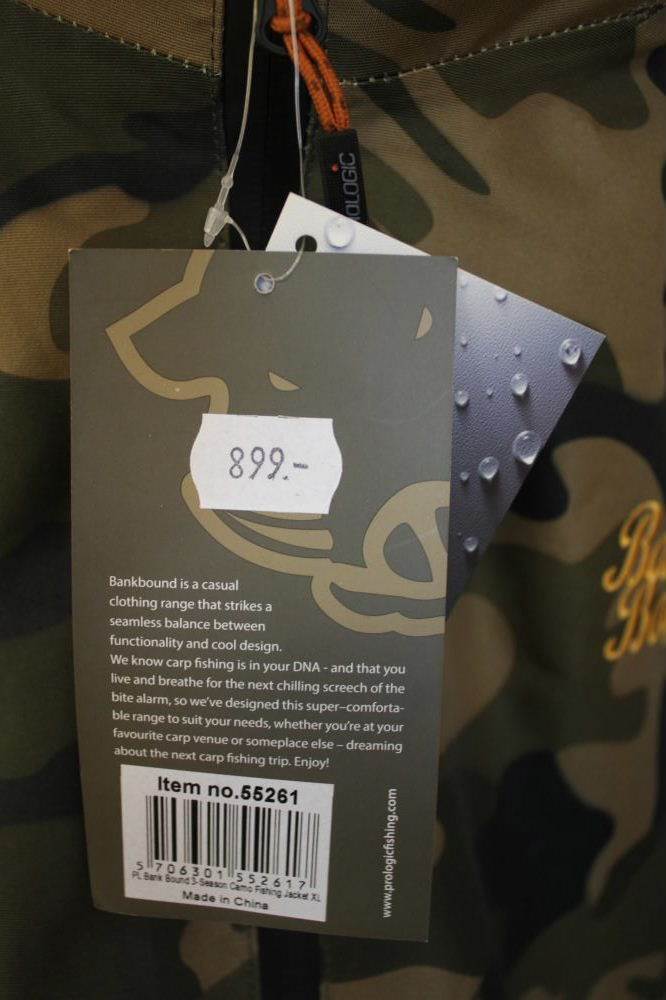 OLOGIC
899.-
Bankbound is a casual
clothing range that strikes a
seamless balance between
functionality and cool design.
We know carp fishing is in your DNA - and that you
live and breathe for the next chilling screech of the
bite alarm, so we've designed this super–comforta-
ble range to suit your needs, whether you're at your
favourite carp venue or someplace else – dreaming
about the next carp fishing trip. Enjoy!
Item no.55261
5 706301 552617
PL Bank Bound 3-Season Camo Fishing Jacket XL
Made in China
www.prologicfishing.com